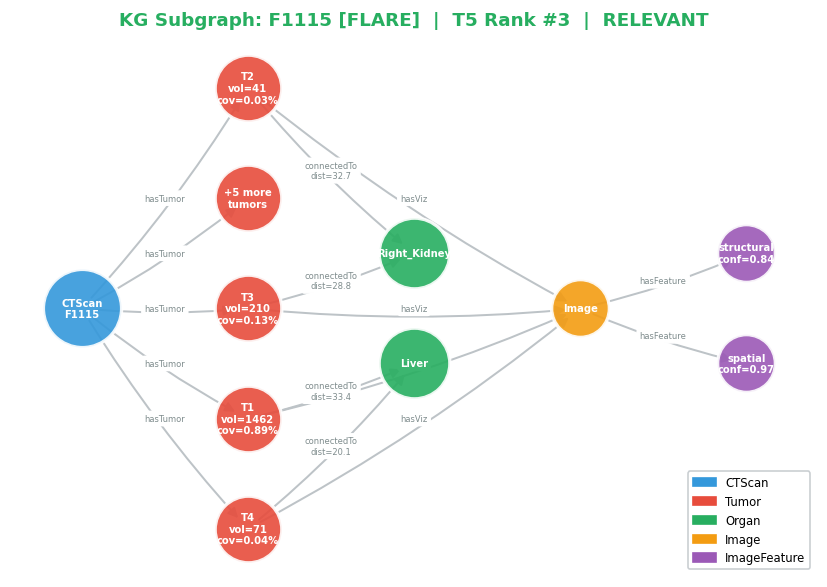 KG Subgraph: F1115 [FLARE]  |  T5 Rank #3  |  RELEVANT
T2
vol=41
cov=0.03%
connectedTo
dist=32.7
hasTumor
+5 more
tumors
hasViz
hasTumor
Right_Kidney
structural
conf=0.84
connectedTo
dist=28.8
hasFeature
CTScan
F1115
hasTumor
T3
vol=210
cov=0.13%
hasViz
Image
hasFeature
hasTumor
Liver
spatial
conf=0.97
connectedTo
dist=33.4
hasTumor
T1
vol=1462
cov=0.89%
hasViz
connectedTo
dist=20.1
T4
vol=71
cov=0.04%
CTScan
Tumor
Organ
Image
ImageFeature